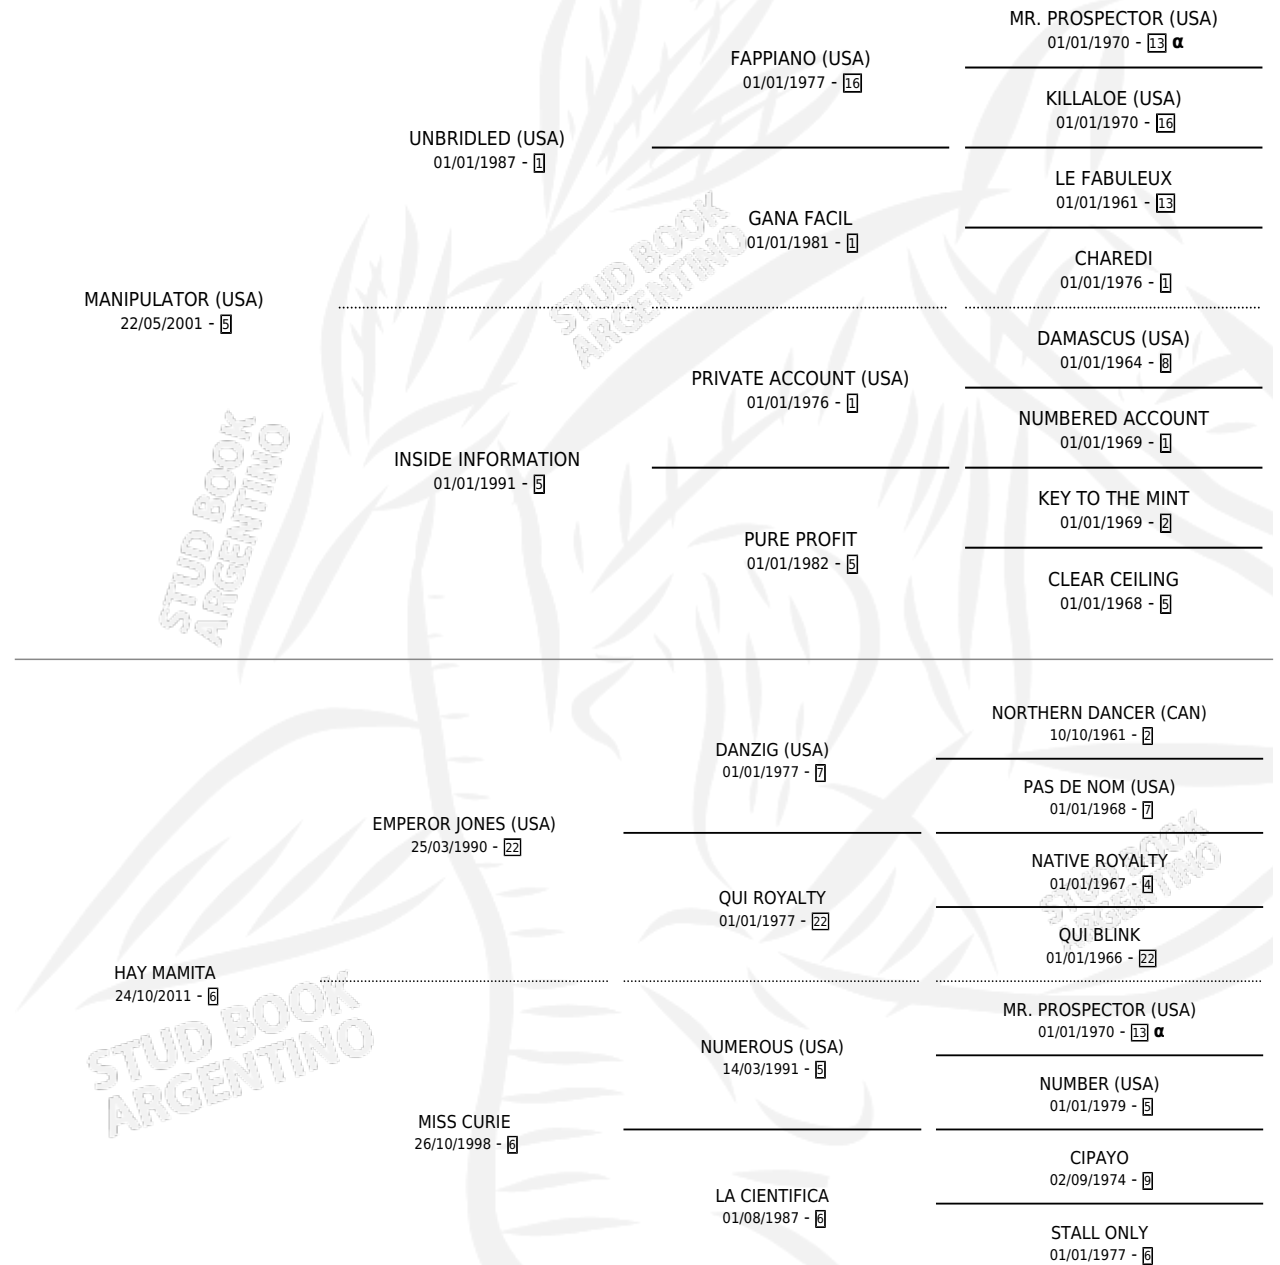 MR. PROSPECTOR (USA)
01/01/1970 - 13 α
FAPPIANO (USA)
01/01/1977 - 16
KILLALOE (USA)
01/01/1970 - 16
UNBRIDLED (USA)
01/01/1987 - 1
LE FABULEUX
01/01/1961 - 13
GANA FACIL
01/01/1981 - 1
CHAREDI
01/01/1976 - 1
MANIPULATOR (USA)
22/05/2001 - 5
DAMASCUS (USA)
01/01/1964 - 8
PRIVATE ACCOUNT (USA)
01/01/1976 - 1
NUMBERED ACCOUNT
01/01/1969 - 1
INSIDE INFORMATION
01/01/1991 - 5
KEY TO THE MINT
01/01/1969 - 2
PURE PROFIT
01/01/1982 - 5
CLEAR CEILING
01/01/1968 - 5
NORTHERN DANCER (CAN)
10/10/1961 - 2
DANZIG (USA)
01/01/1977 - 7
PAS DE NOM (USA)
01/01/1968 - 7
EMPEROR JONES (USA)
25/03/1990 - 22
NATIVE ROYALTY
01/01/1967 - 4
QUI ROYALTY
01/01/1977 - 22
QUI BLINK
01/01/1966 - 22
HAY MAMITA
24/10/2011 - 6
MR. PROSPECTOR (USA)
01/01/1970 - 13 α
NUMEROUS (USA)
14/03/1991 - 5
NUMBER (USA)
01/01/1979 - 5
MISS CURIE
26/10/1998 - 6
CIPAYO
02/09/1974 - 9
LA CIENTIFICA
01/08/1987 - 6
STALL ONLY
01/01/1977 - 6
STUD BOOK
ARGENTINO
STUD BOOK
ARGENTINO
STUD BOOK
ARGENTINO
STUD BOOK
ARGENTINO